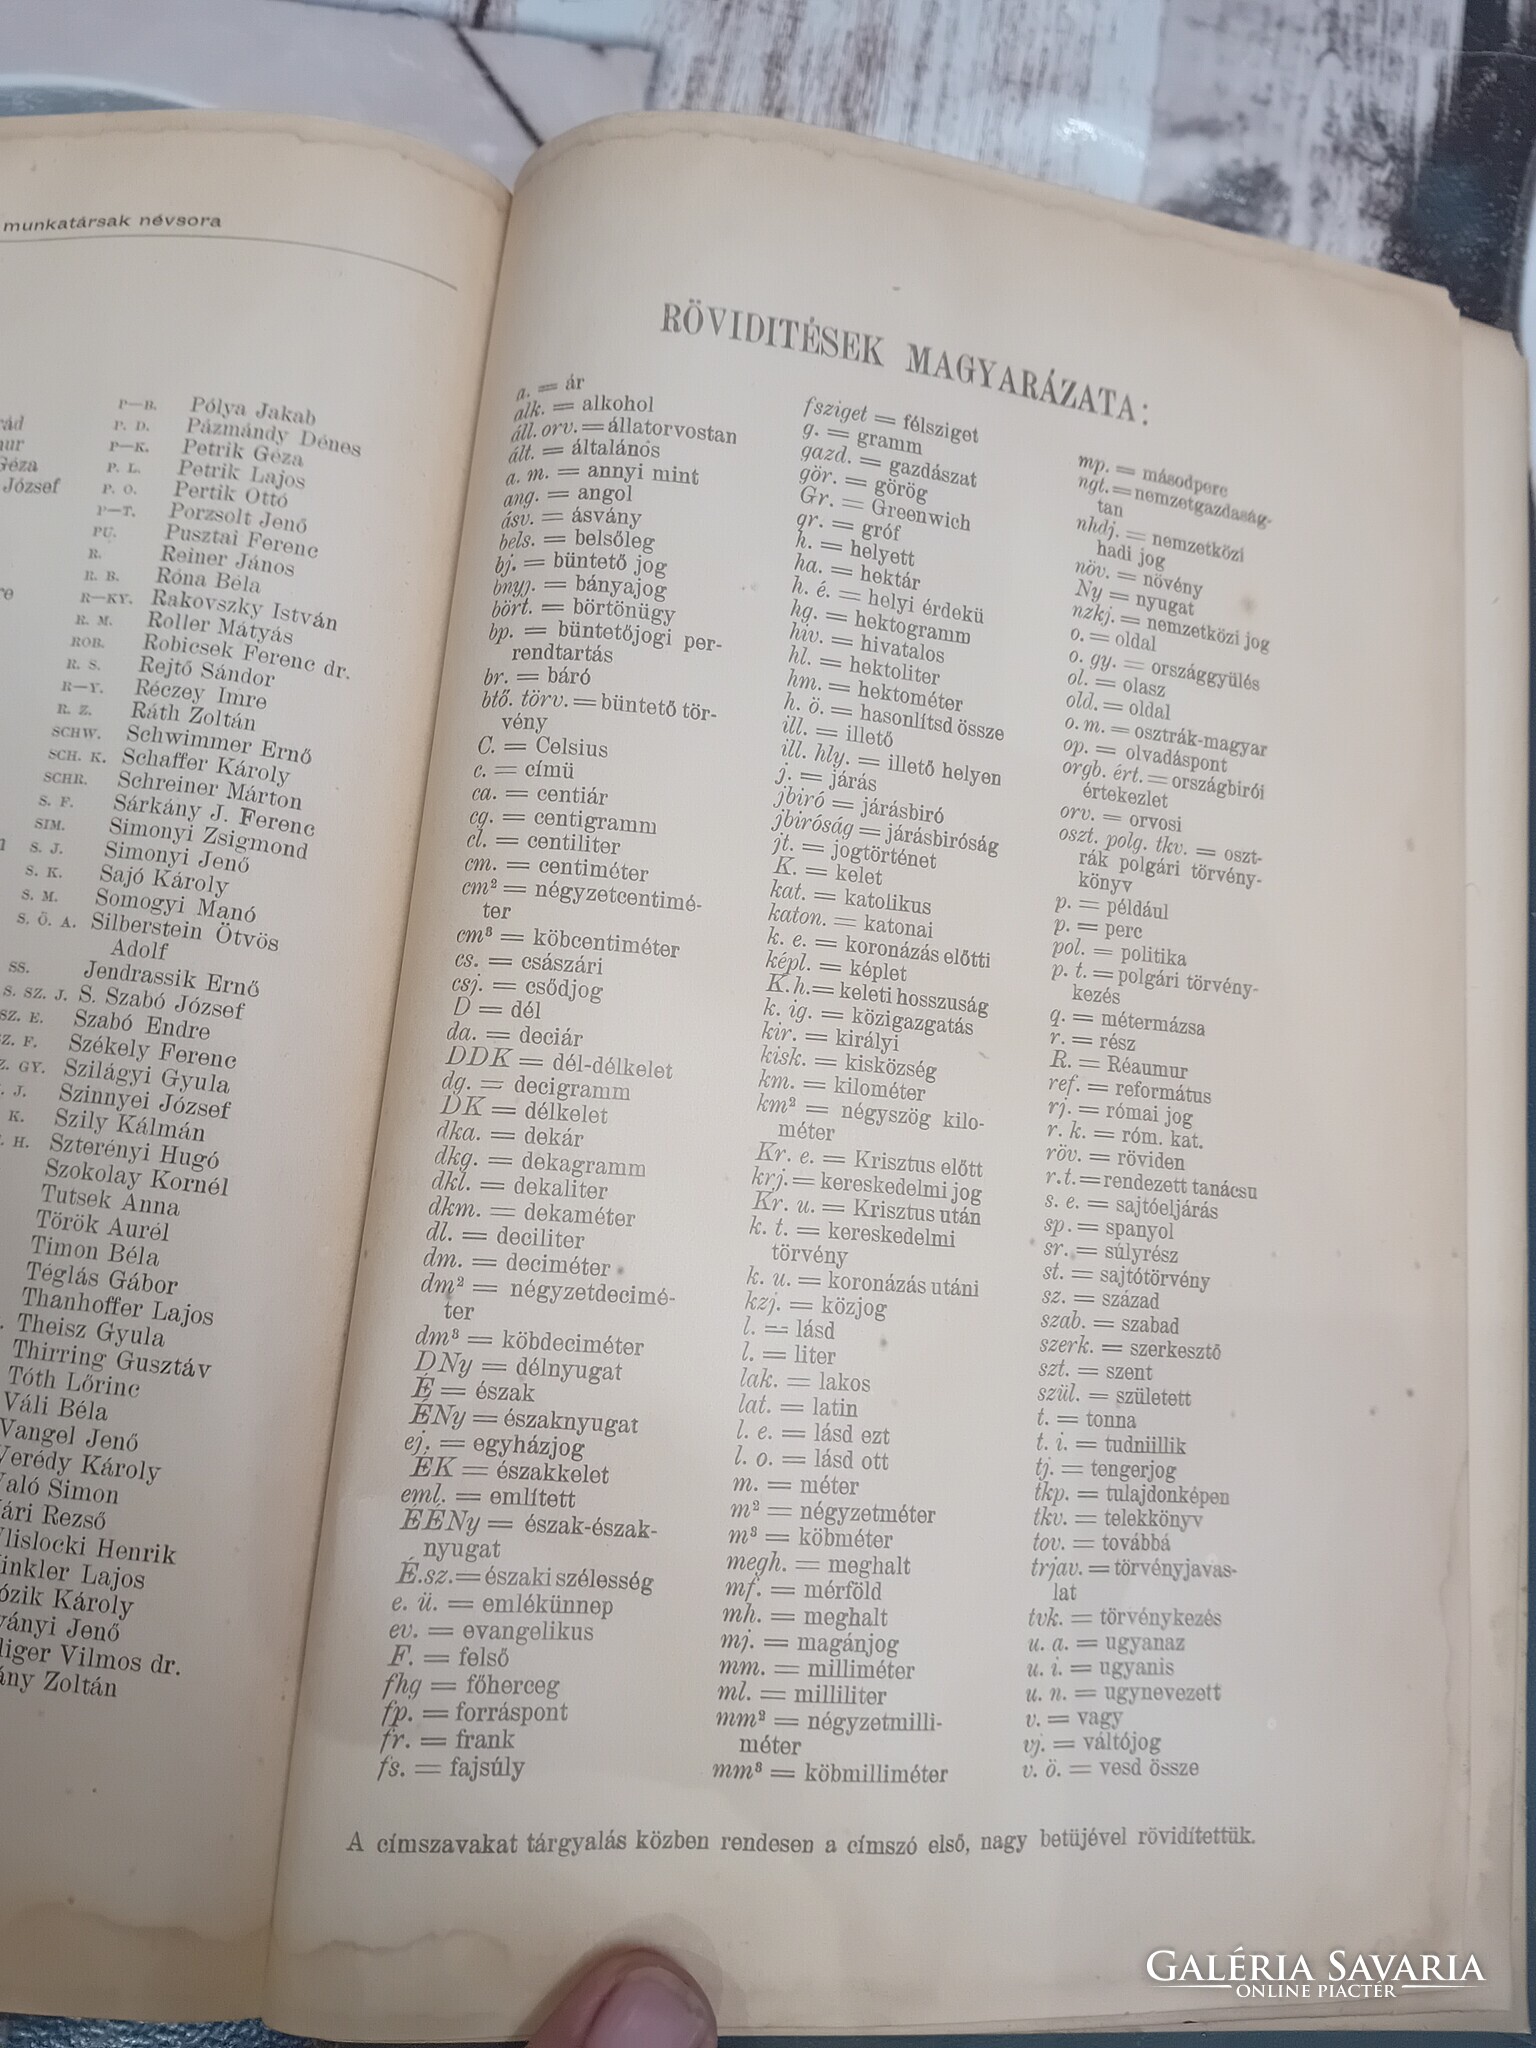 munkatársak névsora
P—B. Pólya Jakab
P. D. Pázmándy Dénes
P—K. Petrik Géza
P. L. Petrik Lajos
József P. O. Pertik Ottó
P—T. Porzsolt Jenő
PU. Pusztai Ferenc
R. Reiner János
R. B. Róna Béla
R—KY. Rakovszky István
R. M. Roller Mátyás
ROB. Robicsek Ferenc dr.
R. S. Rejtő Sándor
R—Y. Réczey Imre
R. Z. Ráth Zoltán
SCHW. Schwimmer Ernő
SCH. K. Schaffer Károly
SCHR. Schreiner Márton
S. F. Sárkány J. Ferenc
SIM. Simonyi Zsigmond
S. J. Simonyi Jenő
S. K. Sajó Károly
S. M. Somogyi Manó
S. Ö. A. Silberstein Ötvös
Adolf
SS. Jendrassik Ernő
S. SZ. J. S. Szabó József
SZ. E. Szabó Endre
SZ. F. Székely Ferenc
Z. GY. Szilágyi Gyula
J. Szinnyei József
K. Szily Kálmán
H. Szterényi Hugó
Szokolay Kornél
Tutsek Anna
Török Aurél
Timon Béla
Téglás Gábor
Thanhoffer Lajos
Theisz Gyula
Thirring Gusztáv
Tóth Lőrinc
Váli Béla
Vangel Jenő
Verédy Károly
Való Simon
Rezső
Henrik
Lajos
Károly
Jenő
Vilmos dr.
Zoltán
RÖVIDITÉSEK MAGYARÁZATA:
a. = ár
alk. = alkohol
áll. orv. = állatorvostan
ált. = általános
a. m. = annyi mint
ang. = angol
ásv. = ásvány
bels. = belsőleg
bj. = büntető jog
bnyj. = bányajog
bört. = börtönügy
bp. = büntetőjogi per-
rendtartás
br. = báró
btő. törv. = büntető tör-
vény
C. = Celsius
c. = címü
ca. = centiár
cg. = centigramm
cl. = centiliter
cm. = centiméter
cm² = négyzetcentimé-
ter
cm³ = köbcentiméter
cs. = császári
csj. = csődjog
D = dél
da. = deciár
DDK = dél-délkelet
dg. = decigramm
DK = délkelet
dka. = dekár
dkg. = dekagramm
dkl. = dekaliter
dkm. = dekaméter
dl. = deciliter
dm. = deciméter
dm² = négyzetdecimé-
ter
dm³ = köbdeciméter
DNy = délnyugat
É = észak
ÉNy = északnyugat
ej. = egyházjog
ÉK = északkelet
eml. = említett
ÉÉNy = észak-észak-
nyugat
É.sz. = északi szélesség
e. ü. = emlékünnep
ev. = evangelikus
F. = felső
fhg = főherceg
fp. = forráspont
fr. = frank
fs. = fajsúly
fsziget = félsziget
g. = gramm
gazd. = gazdászat
gör. = görög
Gr. = Greenwich
gr. = gróf
h. = helyett
ha. = hektár
h. é. = helyi érdekü
hg. = hektogramm
hiv. = hivatalos
hl. = hektoliter
hm. = hektométer
h. ö. = hasonlítsd össze
ill. = illető
ill. hly. = illető helyen
j. = járás
jbiró = járásbiró
jbiróság = járásbiróság
jt. = jogtörténet
K. = kelet
kat. = katolikus
katon. = katonai
k. e. = koronázás előtti
képl. = képlet
K.h. = keleti hosszuság
k. ig. = közigazgatás
kir. = királyi
kisk. = kisközség
km. = kilométer
km² = négyszög kilo-
méter
Kr. e. = Krisztus előtt
krj. = kereskedelmi jog
Kr. u. = Krisztus után
k. t. = kereskedelmi
törvény
k. u. = koronázás utáni
kzj. = közjog
l. = lásd
l. = liter
lak. = lakos
lat. = latin
l. e. = lásd ezt
l. o. = lásd ott
m. = méter
m² = négyzetméter
m³ = köbméter
megh. = meghalt
mf. = mérföld
mh. = meghalt
mj. = magánjog
mm. = milliméter
ml. = milliliter
mm² = négyzetmilli-
méter
mm³ = köbmilliméter
mp. = másodperc
ngt. = nemzetgazdaság-
tan
nhdj. = nemzetközi
hadi jog
növ. = növény
Ny = nyugat
nzkj. = nemzetközi jog
o. = oldal
o. gy. = országgyülés
ol. = olasz
old. = oldal
o. m. = osztrák-magyar
op. = olvadáspont
orgb. ért. = országbirói
értekezlet
orv. = orvosi
oszt. polg. tkv. = oszt-
rák polgári törvény-
könyv
p. = például
p. = perc
pol. = politika
p. t. = polgári törvény-
kezés
q. = métermázsa
r. = rész
R. = Réaumur
ref. = református
rj. = római jog
r. k. = róm. kat.
röv. = röviden
r.t. = rendezett tanácsu
s. e. = sajtóeljárás
sp. = spanyol
sr. = súlyrész
st. = sajtótörvény
sz. = század
szab. = szabad
szerk. = szerkesztő
szt. = szent
szül. = született
t. = tonna
t. i. = tudniillik
tj. = tengerjog
tkp. = tulajdonképen
tkv. = telekkönyv
tov. = továbbá
trjav. = törvényjavas-
lat
tvk. = törvénykezés
u. a. = ugyanaz
u. i. = ugyanis
u. n. = ugynevezett
v. = vagy
vj. = váltójog
v. ö. = vesd össze
A címszavakat tárgyalás közben rendesen a címszó első, nagy betüjével rövidítettük.
GALÉRIA SAVARIA
ONLINE PIACTÉR